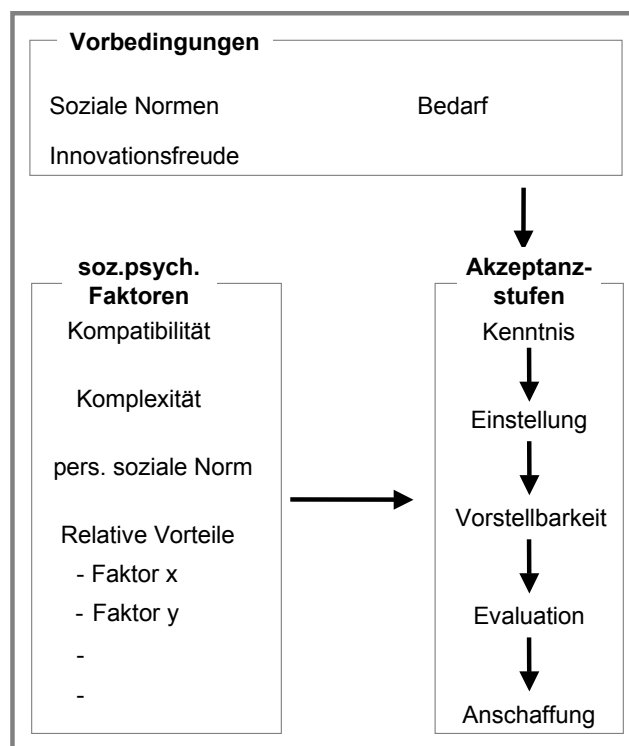 Vorbedingungen
Soziale Normen Bedarf
Innovationsfreude
soz.psych.
Faktoren
Kompatibilität
Komplexität
pers. soziale Norm
Relative Vorteile
- Faktor x
- Faktor y
-
-
Akzeptanz-
stufen
Kenntnis
Einstellung
Vorstellbarkeit
Evaluation
Anschaffung